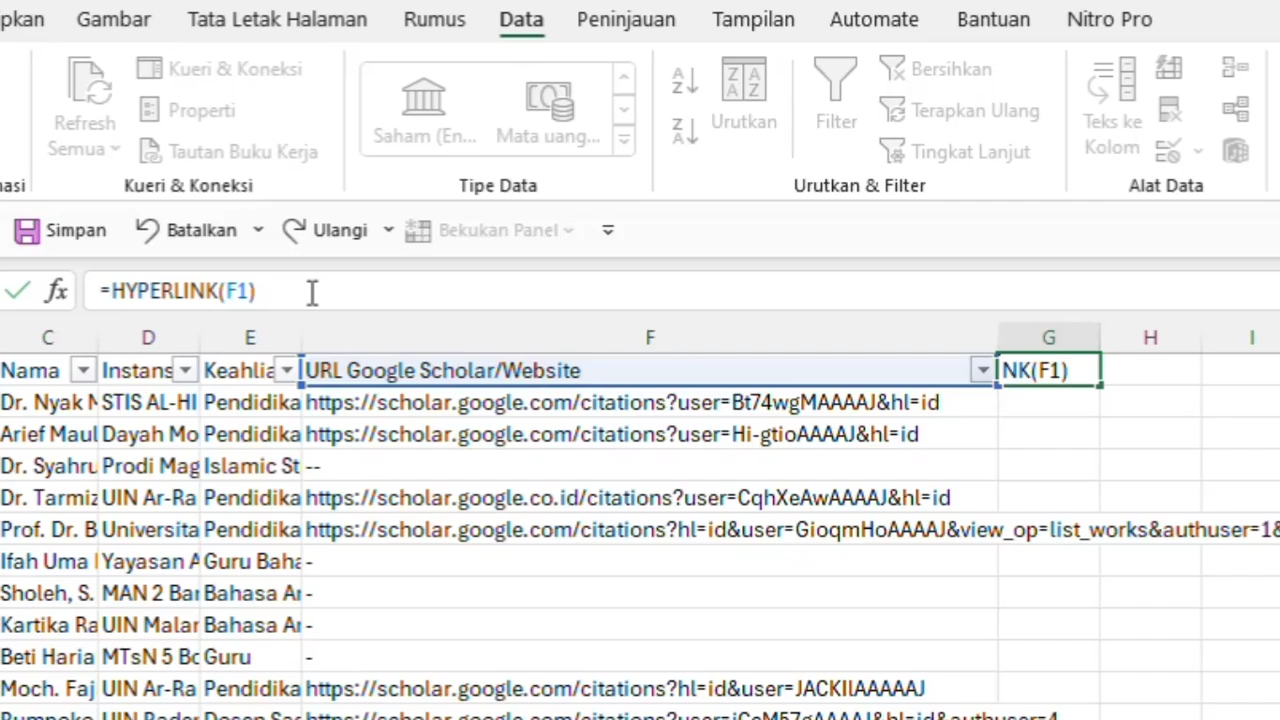 pkan Gambar Tata Letak Halaman Rumus Data Peninjauan Tampilan Automate Bantuan Nitro Pro
Refresh Semua
Kueri & Koneksi
Properti
Tautan Buku Kerja
Saham (En... Mata uang...
Urutkan
Filter
Bersihkan
Terapkan Ulang
Tingkat Lanjut
Teks ke Kolom
asi Kueri & Koneksi Tipe Data Urutkan & Filter Alat Data
Simpan Batalkan Ulangi Bekukan Panel
fx =HYPERLINK(F1)
C D E F G H I
Nama Instans Keahlia URL Google Scholar/Website NK(F1)
Dr. Nyak M STIS AL-HI Pendidika https://scholar.google.com/citations?user=Bt74wgMAAAAJ&hl=id
Arief Maul Dayah Mo Pendidika https://scholar.google.com/citations?user=Hi-gtioAAAAJ&hl=id
Dr. Syahru Prodi Mag Islamic St --
Dr. Tarmiz UIN Ar-Ra Pendidika https://scholar.google.co.id/citations?user=CqhXeAwAAAAJ&hl=id
Prof. Dr. B Universita Pendidika https://scholar.google.com/citations?hl=id&user=GioqmHoAAAAJ&view_op=list_works&authuser=1&
Ifah Uma Yayasan A Guru Baha -
Sholeh, S. MAN 2 Bar Bahasa Ar -
Kartika Ra UIN Malar Bahasa Ar -
Beti Haria MTsN 5 Bo Guru -
Moch. Faj UIN Ar-Ra Pendidika https://scholar.google.com/citations?hl=id&user=JACKIlAAAAAJ